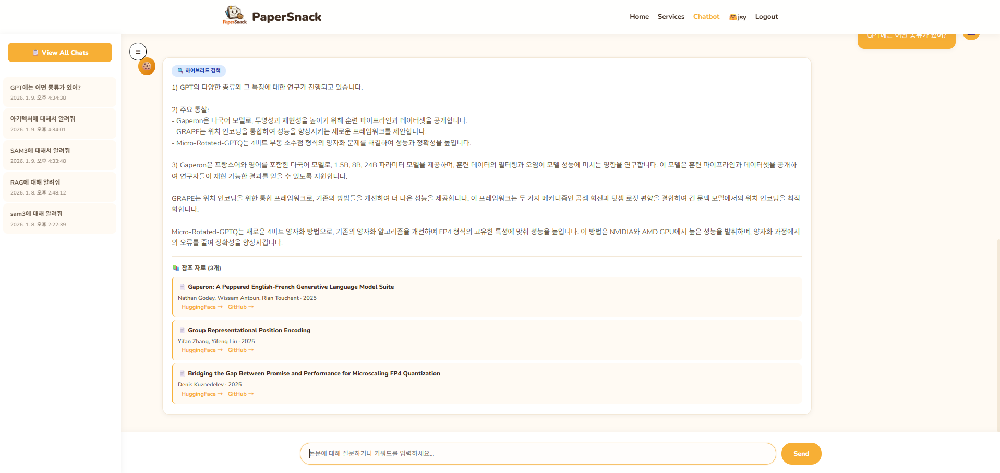 PaperSnack
PaperSnack
Home
Services
Chatbot
jsy
Logout
View All Chats
GPT에는 어떤 종류가 있어?
2026. 1. 9. 오후 4:34:38
아키텍처에 대해서 알려줘
2026. 1. 9. 오후 4:34:01
SAM3에 대해서 알려줘
2026. 1. 9. 오후 4:33:48
RAG에 대해 알려줘
2026. 1. 8. 오후 2:48:12
sam3에 대해 알려줘
2026. 1. 8. 오후 2:22:39
GPT에는 어떤 종류가 있어?
하이브리드 검색
1) GPT의 다양한 종류와 그 특징에 대한 연구가 진행되고 있습니다.
2) 주요 통찰:
- Gaperon은 다국어 모델로, 투명성과 재현성을 높이기 위해 훈련 파이프라인과 데이터셋을 공개합니다.
- GRAPE는 위치 인코딩을 통합하여 성능을 향상시키는 새로운 프레임워크를 제안합니다.
- Micro-Rotated-GPTQ는 4비트 부동 소수점 형식의 양자화 문제를 해결하여 성능과 정확성을 높입니다.
3) Gaperon은 프랑스어와 영어를 포함한 다국어 모델로, 1.5B, 8B, 24B 파라미터 모델을 제공하며, 훈련 데이터의 필터링과 오염이 모델 성능에 미치는 영향을 연구합니다. 이 모델은 훈련 파이프라인과 데이터셋을 공개하
여 연구자들이 재현 가능한 결과를 얻을 수 있도록 지원합니다.
GRAPE는 위치 인코딩을 위한 통합 프레임워크로, 기존의 방법들을 개선하여 더 나은 성능을 제공합니다. 이 프레임워크는 두 가지 메커니즘인 곱셈 회전과 덧셈 로짓 편향을 결합하여 긴 문맥 모델에서의 위치 인코딩을 최적
화합니다.
Micro-Rotated-GPTQ는 새로운 4비트 양자화 방법으로, 기존의 양자화 알고리즘을 개선하여 FP4 형식의 고유한 특성에 맞춰 성능을 높입니다. 이 방법은 NVIDIA와 AMD GPU에서 높은 성능을 발휘하며, 양자화 과정에서
의 오류를 줄여 정확성을 향상시킵니다.
참조 자료 (3개)
Gaperon: A Peppered English-French Generative Language Model Suite
Nathan Godey, Wissam Antoun, Rian Touchent · 2025
HuggingFace → GitHub →
Group Representational Position Encoding
Yifan Zhang, Yifeng Liu · 2025
HuggingFace → GitHub →
Bridging the Gap Between Promise and Performance for Microscaling FP4 Quantization
Denis Kuznedelev · 2025
HuggingFace → GitHub →
논문에 대해 질문하거나 키워드를 입력하세요...
Send